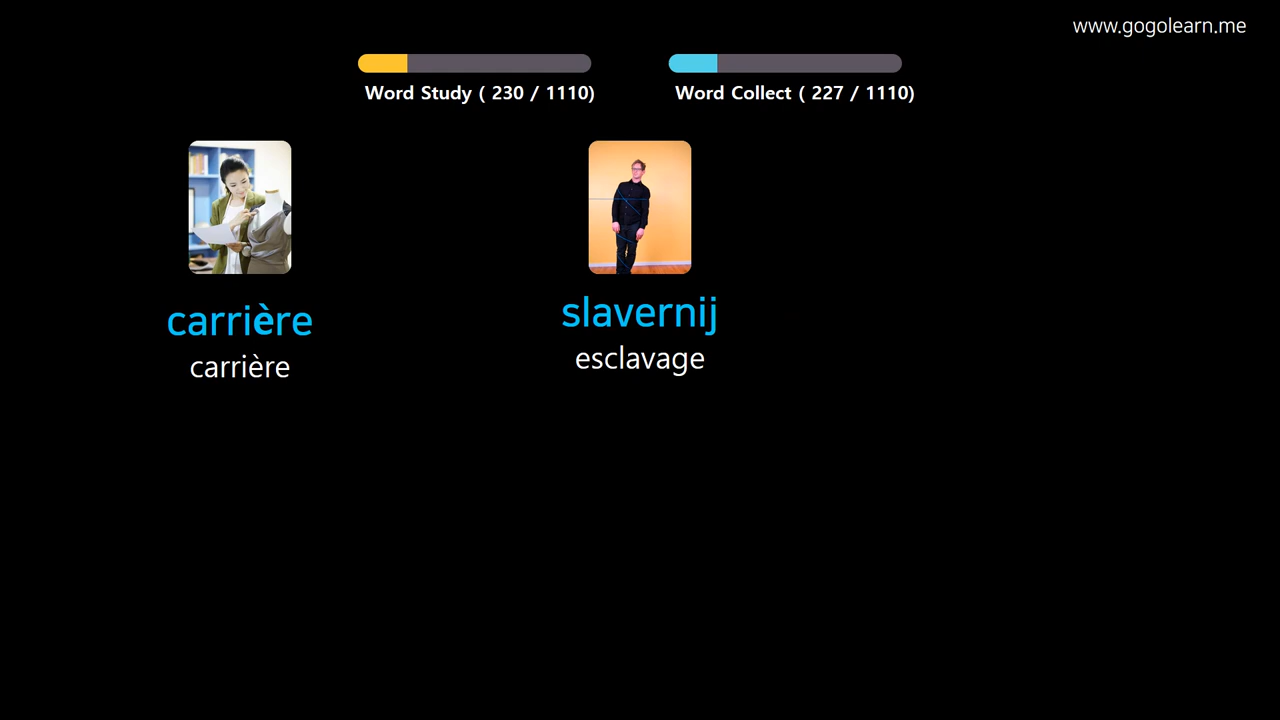 www.gogolearn.me
Word Study ( 230 / 1110)
Word Collect ( 227 / 1110)
carrière
carrière
slavernij
esclavage